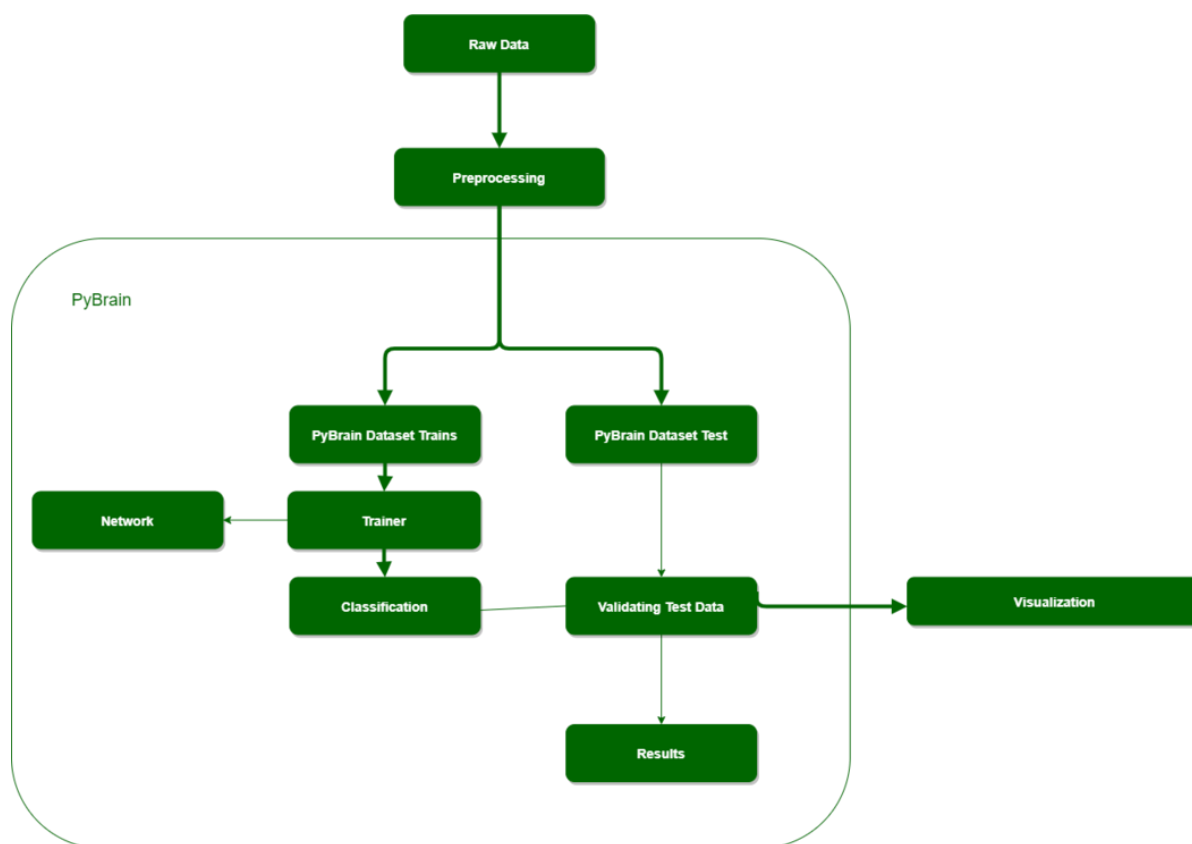 Raw Data
Preprocessing
PyBrain
PyBrain Dataset Trains
PyBrain Dataset Test
Network
Trainer
Classification
Validating Test Data
Visualization
Results